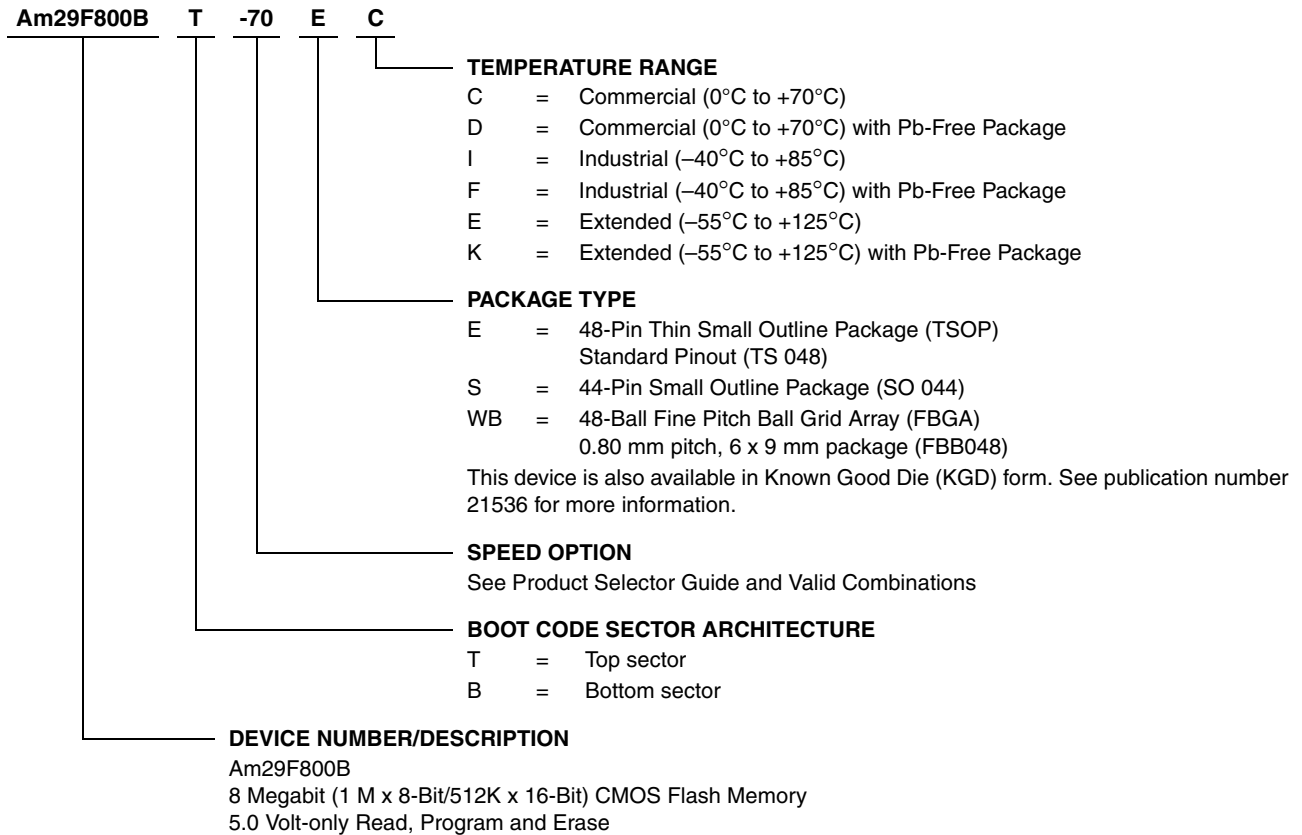 Am29F800B T -70 E C
TEMPERATURE RANGE
C = Commercial (0°C to +70°C)
D = Commercial (0°C to +70°C) with Pb-Free Package
I = Industrial (–40°C to +85°C)
F = Industrial (–40°C to +85°C) with Pb-Free Package
E = Extended (–55°C to +125°C)
K = Extended (–55°C to +125°C) with Pb-Free Package
PACKAGE TYPE
E = 48-Pin Thin Small Outline Package (TSOP)
Standard Pinout (TS 048)
S = 44-Pin Small Outline Package (SO 044)
WB = 48-Ball Fine Pitch Ball Grid Array (FBGA)
0.80 mm pitch, 6 x 9 mm package (FBB048)
This device is also available in Known Good Die (KGD) form. See publication number
21536 for more information.
SPEED OPTION
See Product Selector Guide and Valid Combinations
BOOT CODE SECTOR ARCHITECTURE
T = Top sector
B = Bottom sector
DEVICE NUMBER/DESCRIPTION
Am29F800B
8 Megabit (1 M x 8-Bit/512K x 16-Bit) CMOS Flash Memory
5.0 Volt-only Read, Program and Erase